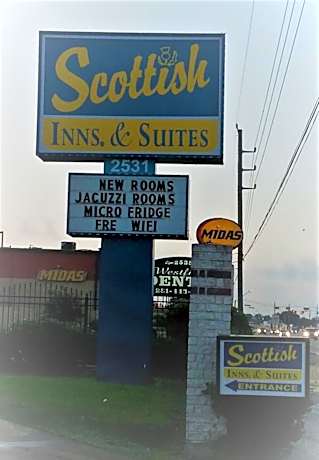 Scottish
INNS. & SUITES
2531
NEW ROOMS
JACUZZI ROOMS
MICRO FRIDGE
FRE WIFI
MIDAS
MIDAS
Scottish
INNS. & SUITES
ENTRANCE